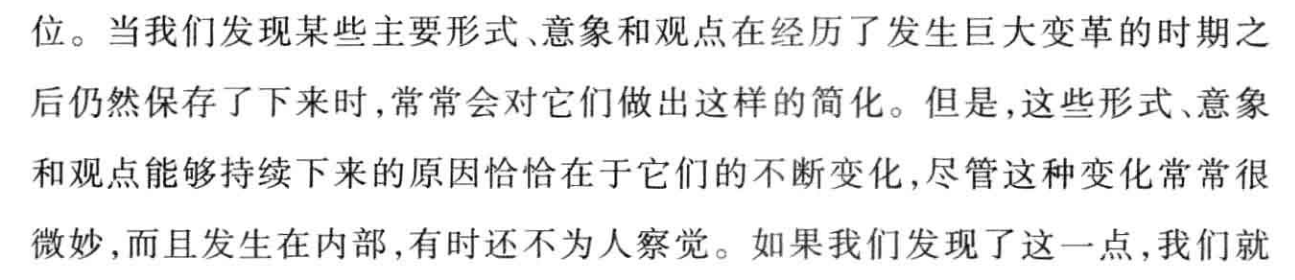 位。当我们发现某些主要形式、意象和观点在经历了发生巨大变革的时期之
后仍然保存了下来时,常常会对它们做出这样的简化。但是,这些形式、意象
和观点能够持续下来的原因恰恰在于它们的不断变化,尽管这种变化常常很
微妙,而且发生在内部,有时还不为人察觉。如果我们发现了这一点,我们就